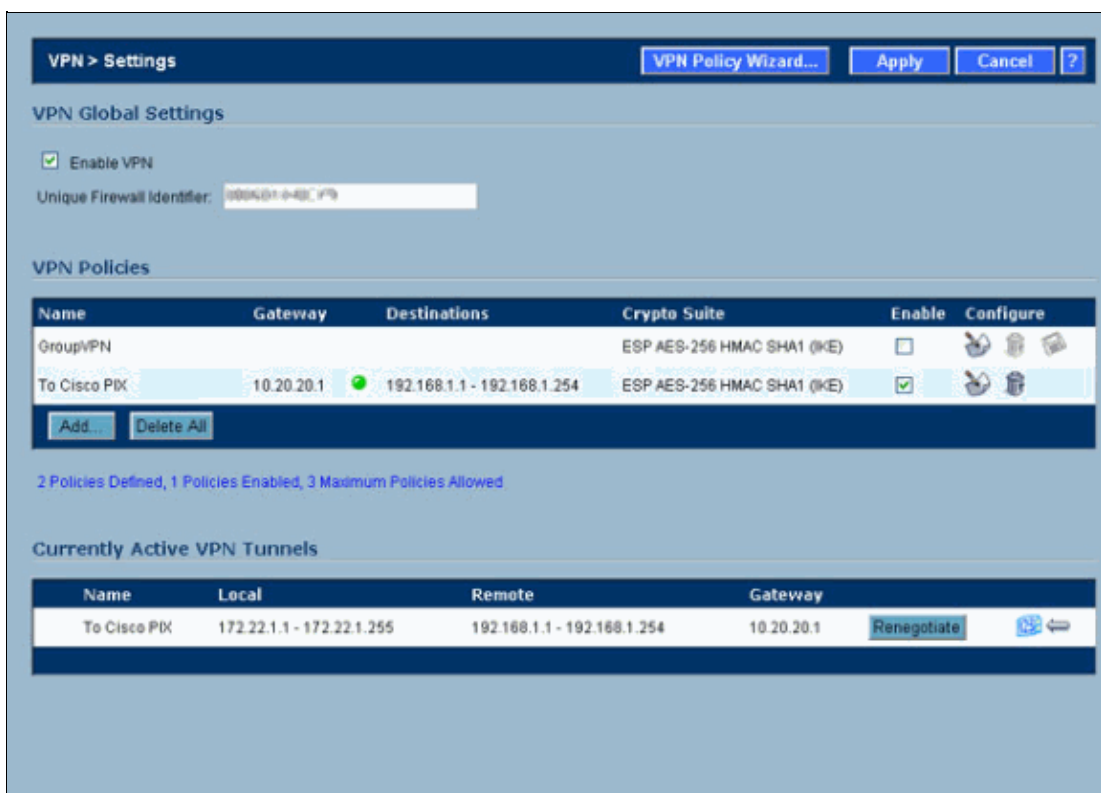 VPN > Settings VPN Policy Wizard... Apply Cancel ?
VPN Global Settings
Enable VPN
Unique Firewall Identifier:
VPN Policies
Name Gateway Destinations Crypto Suite Enable Configure
GroupVPN ESP AES-256 HMAC SHA1 (IKE)
To Cisco PIX 10.20.20.1 192.168.1.1 - 192.168.1.254 ESP AES-256 HMAC SHA1 (IKE)
Add... Delete All
2 Policies Defined, 1 Policies Enabled, 3 Maximum Policies Allowed
Currently Active VPN Tunnels
Name Local Remote Gateway
To Cisco PIX 172.22.1.1 - 172.22.1.255 192.168.1.1 - 192.168.1.254 10.20.20.1 Renegotiate